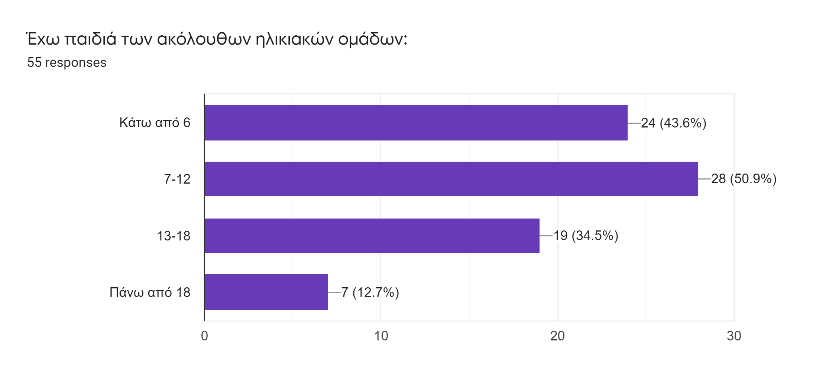 Έχω παιδιά των ακόλουθων ηλικιακών ομάδων:
55 responses
Κάτω από 6
24 (43.6%)
7-12
28 (50.9%)
13-18
19 (34.5%)
Πάνω από 18
7 (12.7%)
0 10 20 30